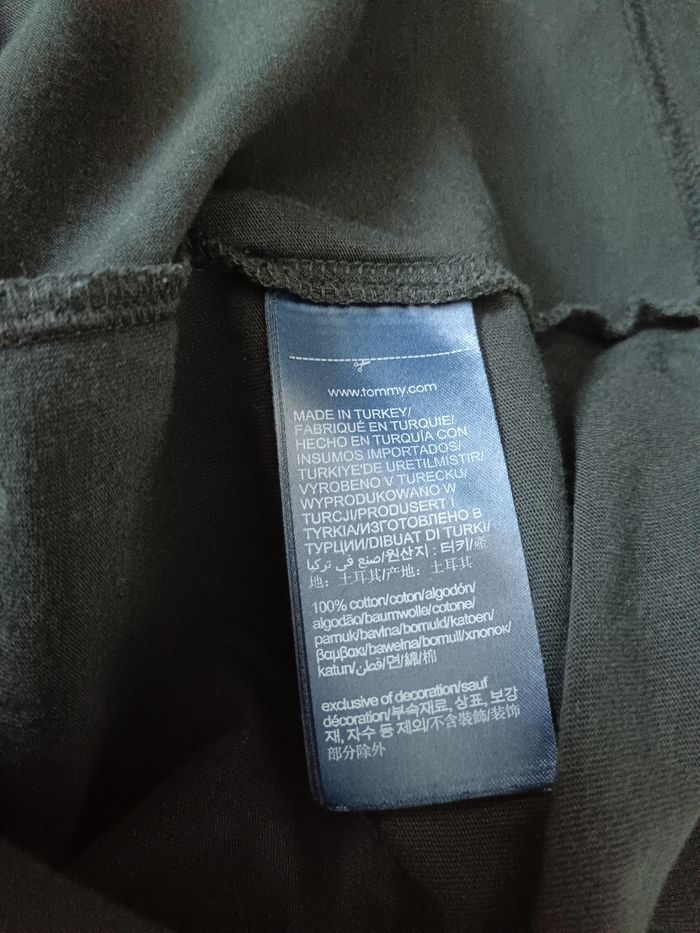 www.tommy.com
MADE IN TURKEY/
FABRIQUÉ EN TURQUIE/
HECHO EN TURQUÍA CON
INSUMOS IMPORTADOS/
TURKIYE'DE URETILMISTIR/
VYROBENO V TURECKU/
WYPRODUKOWANO W
TURCJI/PRODUSERT I
TYRKIA/ИЗГОТОВЛЕНО В
ТУРЦИИ/DIBUAT DI TURKI/
صنع في تركيا/원산지 : 터키/產
地: 土耳其/产地: 土耳其
100% cotton/coton/algodón/
algodão/baumwolle/cotone/
pamuk/bavlna/bomuld/katoen/
βαμβακι/bawełna/bomull/хлопок/
katun/قطن/면/綿/棉
exclusive of decoration/sauf
décoration/부속재료, 상표, 보강
재, 자수 등 제외/不含裝飾/装饰
部分除外